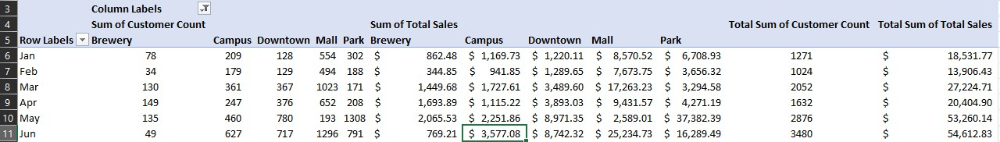 3 Column Labels
4 Sum of Customer Count Sum of Total Sales Total Sum of Customer Count Total Sum of Total Sales
5 Row Labels Brewery Campus Downtown Mall Park Brewery Campus Downtown Mall Park
6 Jan 78 209 128 554 302 $ 862.48 $ 1,169.73 $ 1,220.11 $ 8,570.52 $ 6,708.93 1271 $ 18,531.77
7 Feb 34 179 129 494 188 $ 344.85 $ 941.85 $ 1,289.65 $ 7,673.75 $ 3,656.32 1024 $ 13,906.43
8 Mar 130 361 367 1023 171 $ 1,449.68 $ 1,727.61 $ 3,489.60 $ 17,263.23 $ 3,294.58 2052 $ 27,224.71
9 Apr 149 247 376 652 208 $ 1,693.89 $ 1,115.22 $ 3,893.03 $ 9,431.57 $ 4,271.19 1632 $ 20,404.90
10 May 135 460 780 193 1308 $ 2,065.53 $ 2,251.86 $ 8,971.35 $ 2,589.01 $ 37,382.39 2876 $ 53,260.14
11 Jun 49 627 717 1296 791 $ 769.21 $ 3,577.08 $ 8,742.32 $ 25,234.73 $ 16,289.49 3480 $ 54,612.83